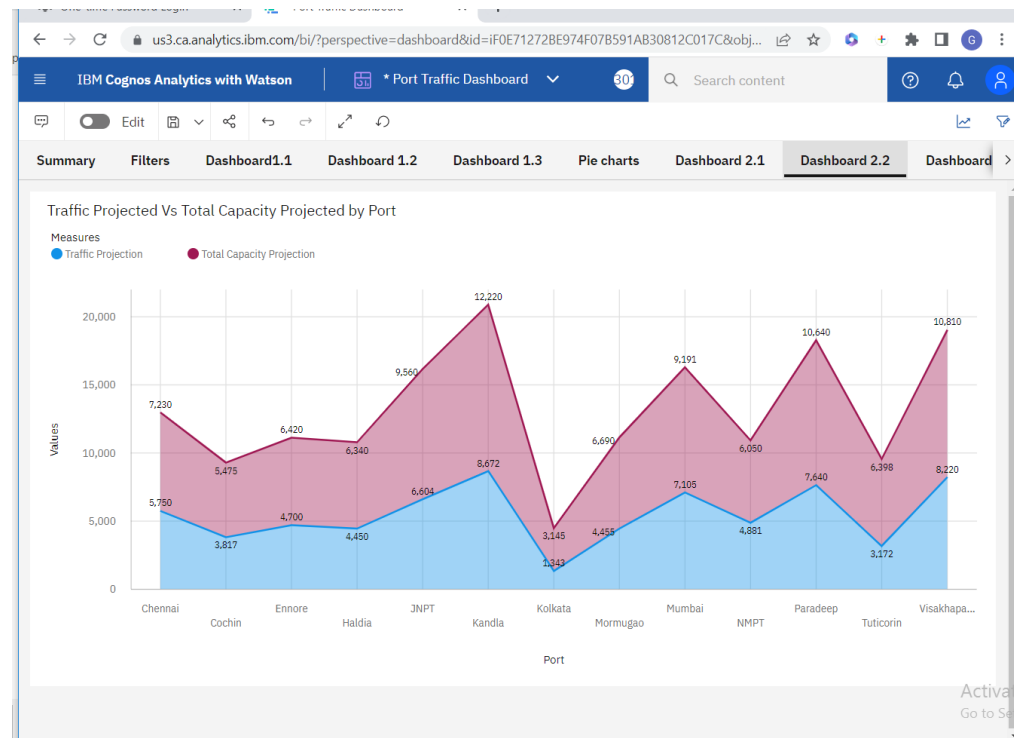 us3.ca.analytics.ibm.com/bi/?perspective=dashboard&id=iF0E71272BE974F07B591AB30812C017C&obj...
G
IBM Cognos Analytics with Watson
* Port Traffic Dashboard
Search content
Edit
Summary Filters Dashboard1.1 Dashboard 1.2 Dashboard 1.3 Pie charts Dashboard 2.1 Dashboard 2.2 Dashboard
Traffic Projected Vs Total Capacity Projected by Port
Measures
Traffic Projection Total Capacity Projection
12,220
20,000
10,810
10,640
9,560
9,191
15,000
7,230
6,420
6,690
6,340
6,050
5,475
6,398
Values
10,000
8,672
8,220
7,640
7,105
6,604
5,750
5,000
4,700
4,450
4,455
4,881
3,817
3,145
3,172
1,343
0
Chennai Ennore JNPT Kolkata Mumbai Paradeep Visakhapa...
Cochin Haldia Kandla Mormugao NMPT Tuticorin
Port